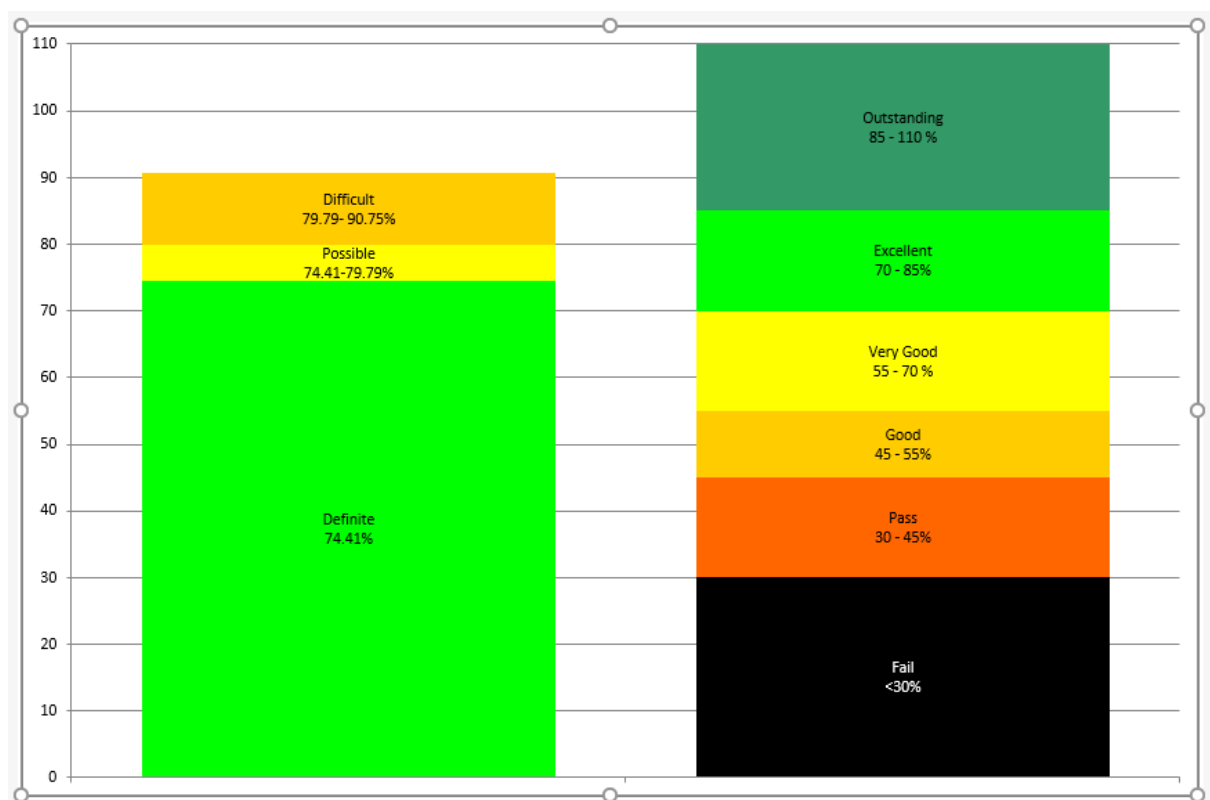 110
100
90
80
70
60
50
40
30
20
10
0
Difficult
79.79- 90.75%
Possible
74.41-79.79%
Definite
74.41%
Outstanding
85 - 110 %
Excellent
70 - 85%
Very Good
55 - 70 %
Good
45 - 55%
Pass
30 - 45%
Fail
<30%